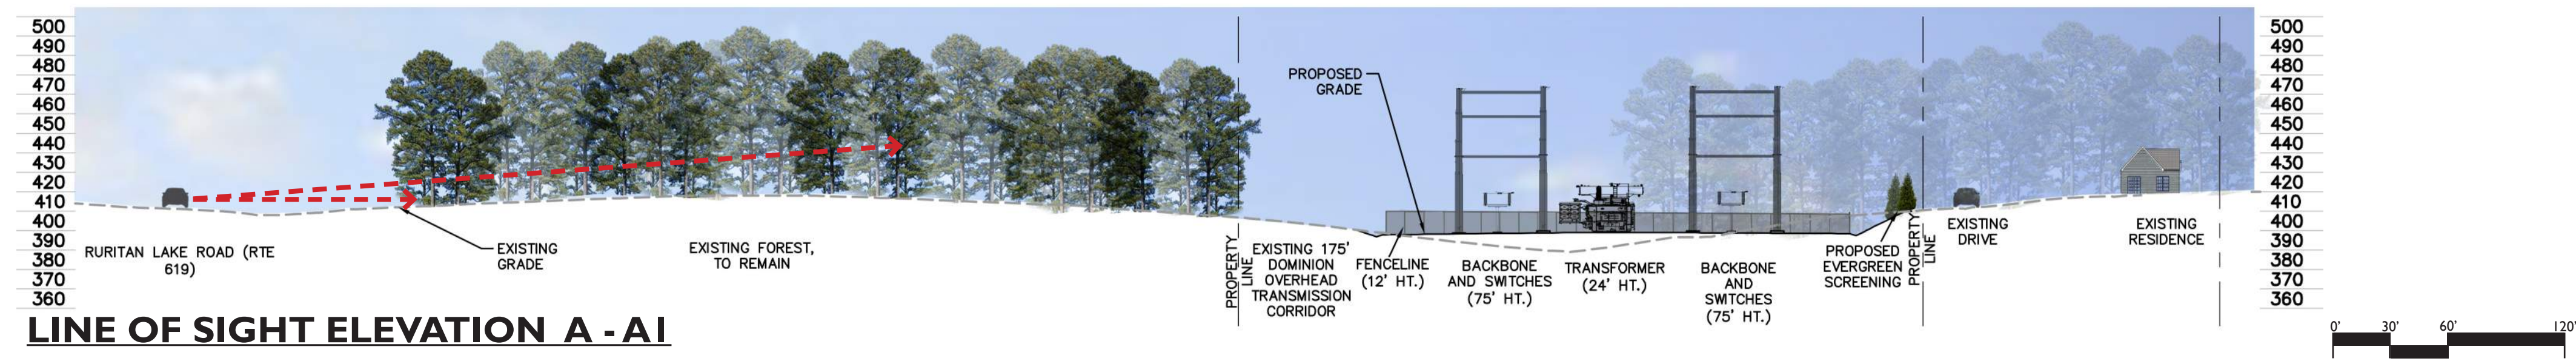 500
490
480
470
460
450
440
430
420
410
400
390
380
370
360
RURITAN LAKE ROAD (RTE
619)
EXISTING
GRADE
EXISTING FOREST,
TO REMAIN
PROPERTY
LINE
EXISTING 175'
DOMINION
OVERHEAD
TRANSMISSION
CORRIDOR
PROPOSED
GRADE
FENCELINE
(12' HT.)
BACKBONE
AND SWITCHES
(75' HT.)
TRANSFORMER
(24' HT.)
BACKBONE
AND
SWITCHES
(75' HT.)
PROPOSED
EVERGREEN
SCREENING
PROPERTY
LINE
EXISTING
DRIVE
EXISTING
RESIDENCE
500
490
480
470
460
450
440
430
420
410
400
390
380
370
360
LINE OF SIGHT ELEVATION A - A1
0' 30' 60' 120'